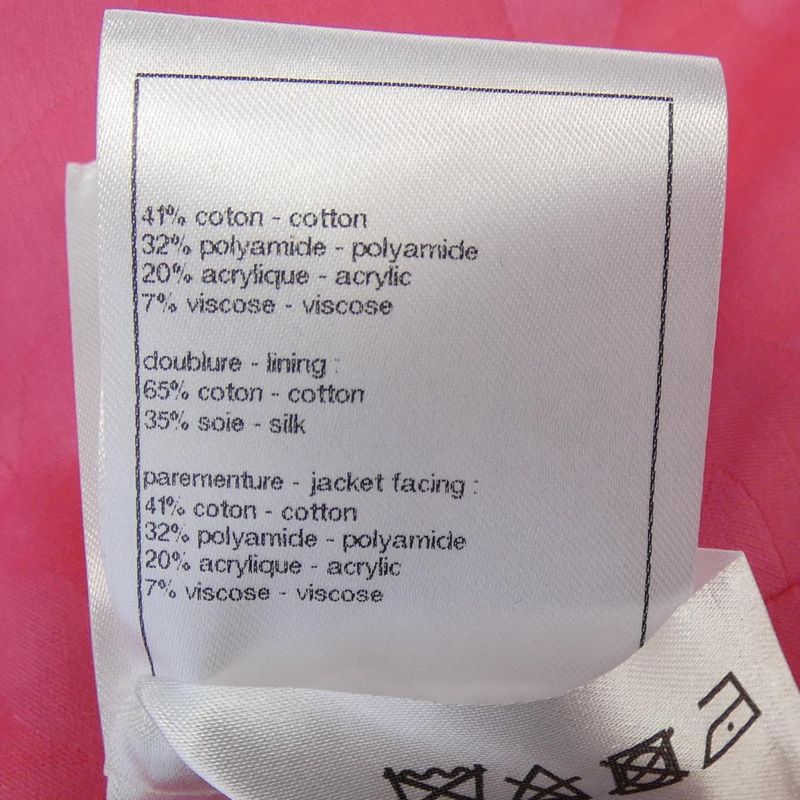 41% coton - cotton
32% polyamide - polyamide
20% acrylique - acrylic
7% viscose - viscose
doublure - lining :
65% coton - cotton
35% soie - silk
parementure - jacket facing :
41% coton - cotton
32% polyamide - polyamide
20% acrylique - acrylic
7% viscose - viscose